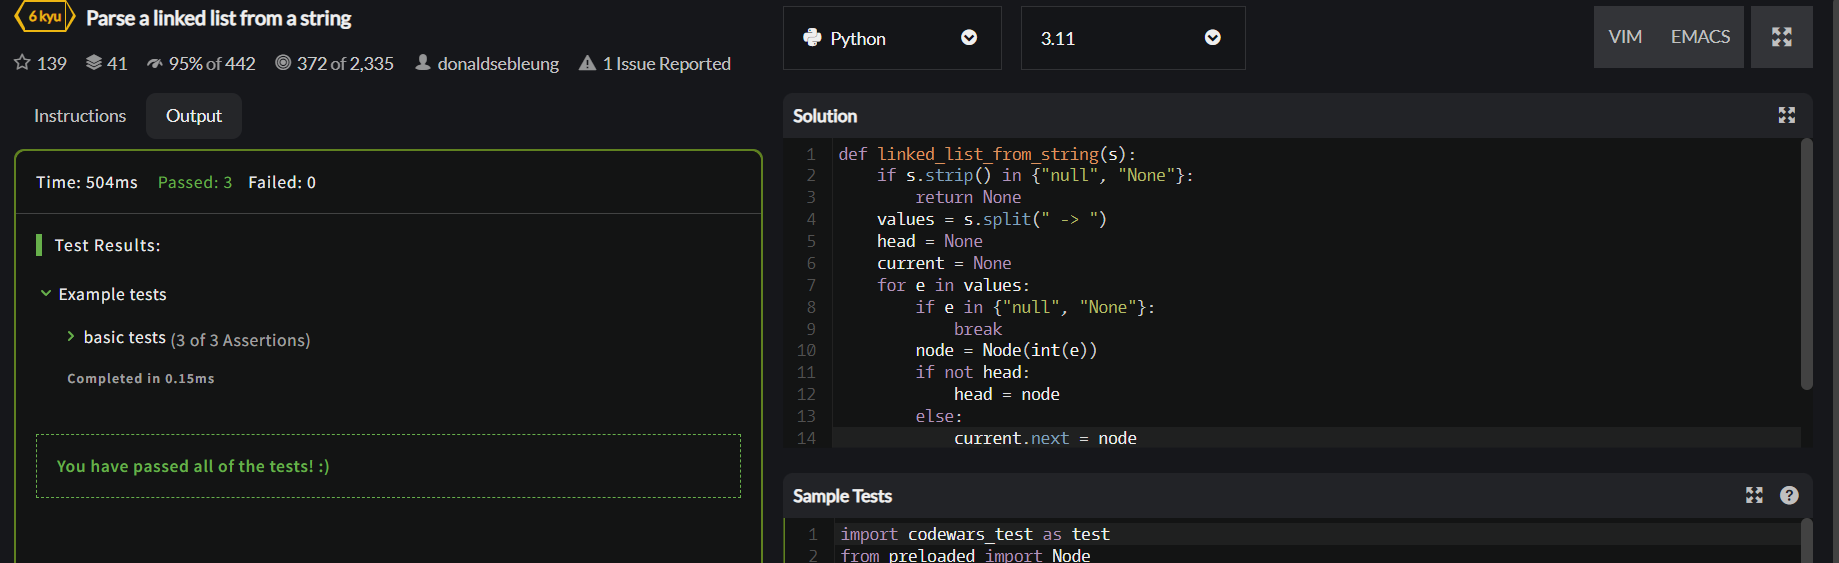 6 kyu Parse a linked list from a string
139 41 95% of 442 372 of 2,335 donaldsebleung 1 Issue Reported
Instructions Output
Time: 504ms Passed: 3 Failed: 0
Test Results:
Example tests
basic tests (3 of 3 Assertions)
Completed in 0.15ms
You have passed all of the tests! :)
Python 3.11 VIM EMACS
Solution
1 def linked_list_from_string(s):
2     if s.strip() in {"null", "None"}:
3         return None
4     values = s.split(" -> ")
5     head = None
6     current = None
7     for e in values:
8         if e in {"null", "None"}:
9             break
10         node = Node(int(e))
11         if not head:
12             head = node
13         else:
14             current.next = node
Sample Tests ?
1 import codewars_test as test
2 from preloaded import Node